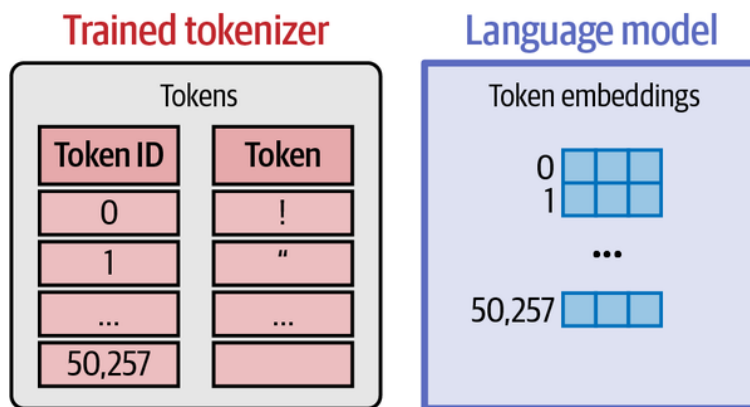 Trained tokenizer
Tokens
Token ID Token
0 !
1 “
... ...
50,257
Language model
Token embeddings
0
1
...
50,257